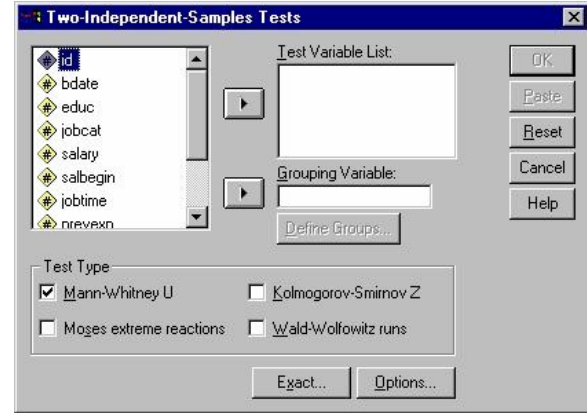 Two-Independent-Samples Tests
id
bdate
educ
jobcat
salary
salbegin
jobtime
prevexp
Test Variable List:
Grouping Variable:
Define Groups...
OK
Paste
Reset
Cancel
Help
Test Type
Mann-Whitney U
Kolmogorov-Smirnov Z
Moses extreme reactions
Wald-Wolfowitz runs
Exact...
Options...